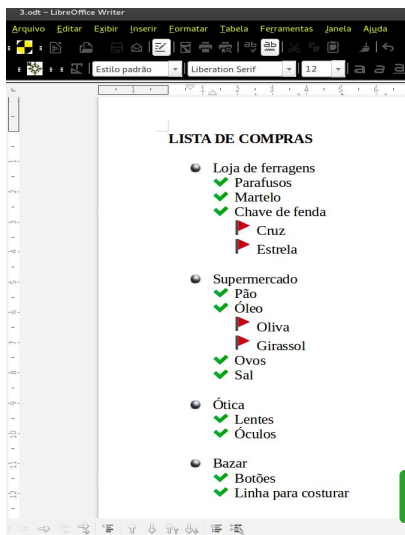 3.odt - LibreOffice Writer
Arquivo Editar Exibir Inserir Formatar Tabela Ferramentas Janela Ajuda
Estilo padrão Liberation Serif 12
LISTA DE COMPRAS
Loja de ferragens
Parafusos
Martelo
Chave de fenda
Cruz
Estrela
Supermercado
Pão
Óleo
Oliva
Girassol
Ovos
Sal
Ótica
Lentes
Óculos
Bazar
Botões
Linha para costurar